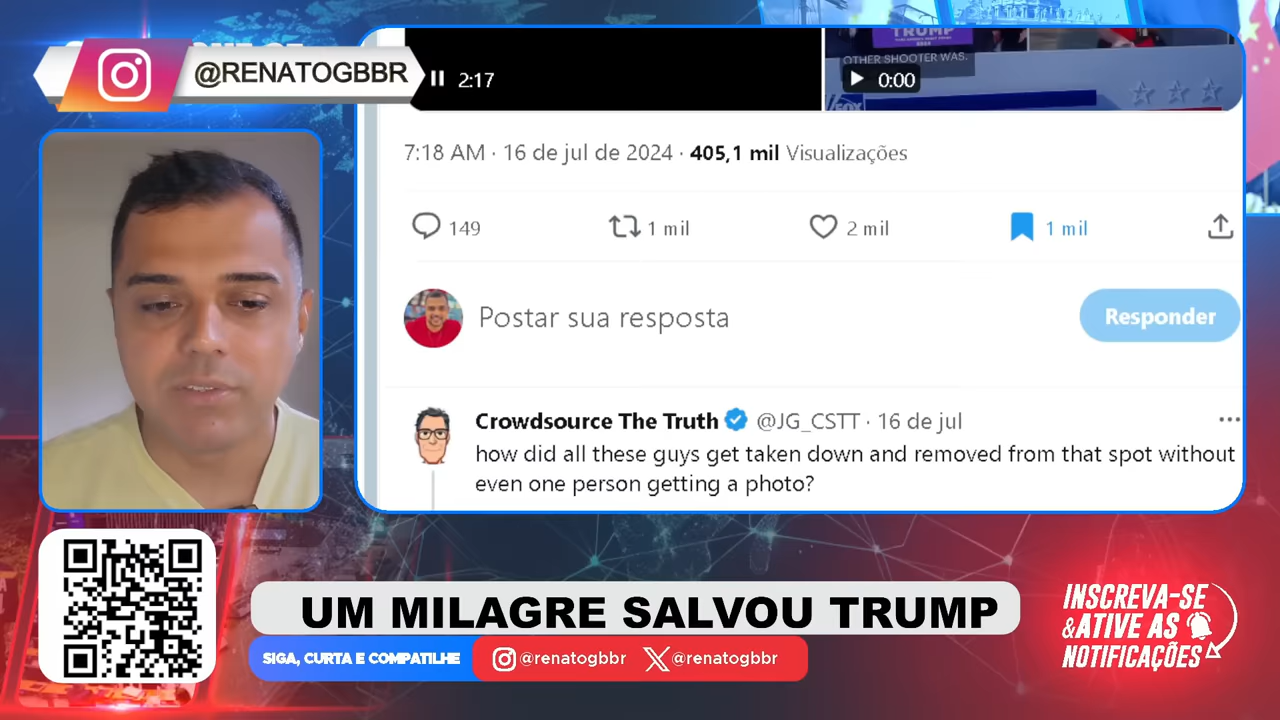 @RENATOGBBR
2:17
TRUMP
OTHER SHOOTER WAS.
0:00
FOX
7:18 AM · 16 de jul de 2024 · 405,1 mil Visualizações
149
1 mil
2 mil
1 mil
Postar sua resposta
Responder
Crowdsource The Truth @JG_CSTT · 16 de jul
how did all these guys get taken down and removed from that spot without
even one person getting a photo?
UM MILAGRE SALVOU TRUMP
SIGA, CURTA E COMPATILHE
@renatogbbr
@renatogbbr
INSCREVA-SE
&ATIVE AS
NOTIFICAÇÕES